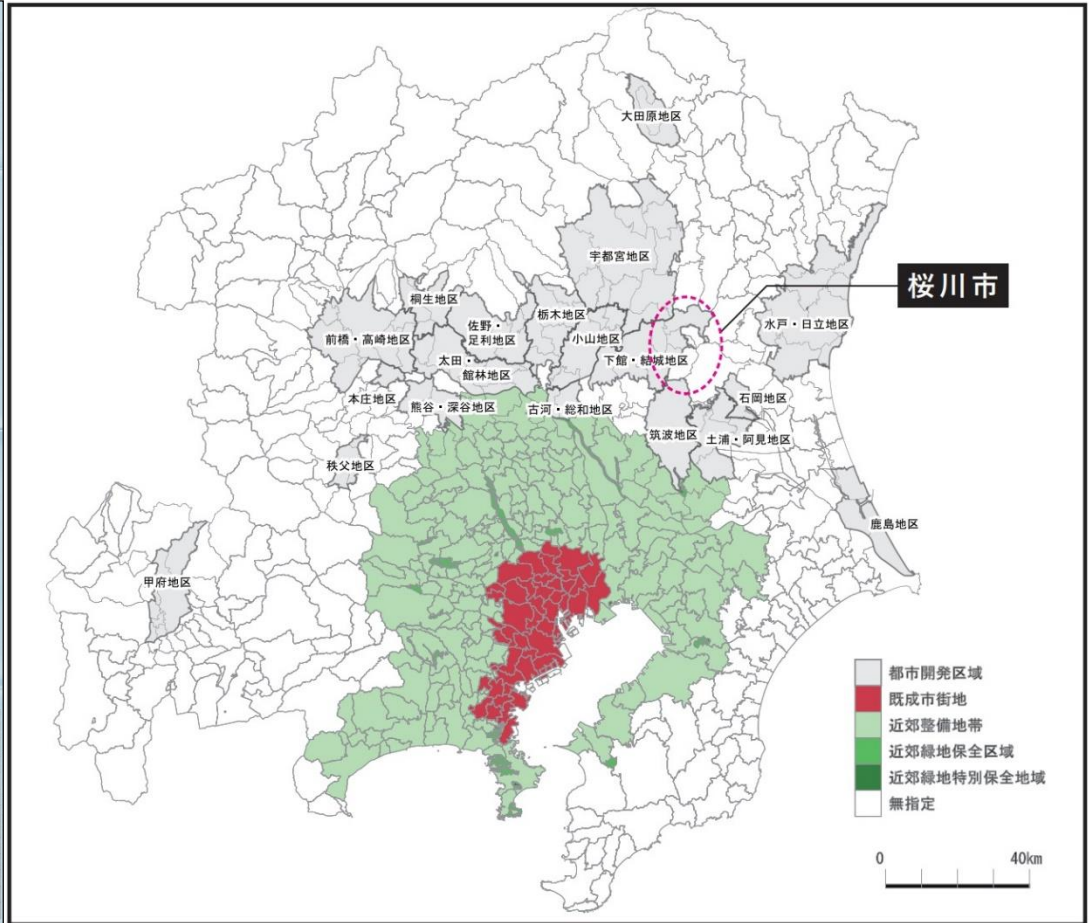 大田原地区
宇都宮地区
桜川市
桐生地区
栃木地区
佐野・
足利地区
水戸・日立地区
前橋・高崎地区
小山地区
太田・
館林地区
下館・結城地区
本庄地区
石岡地区
熊谷・深谷地区
古河・総和地区
筑波地区
土浦・阿見地区
秩父地区
鹿島地区
甲府地区
都市開発区域
既成市街地
近郊整備地帯
近郊緑地保全区域
近郊緑地特別保全地域
無指定
0 40km